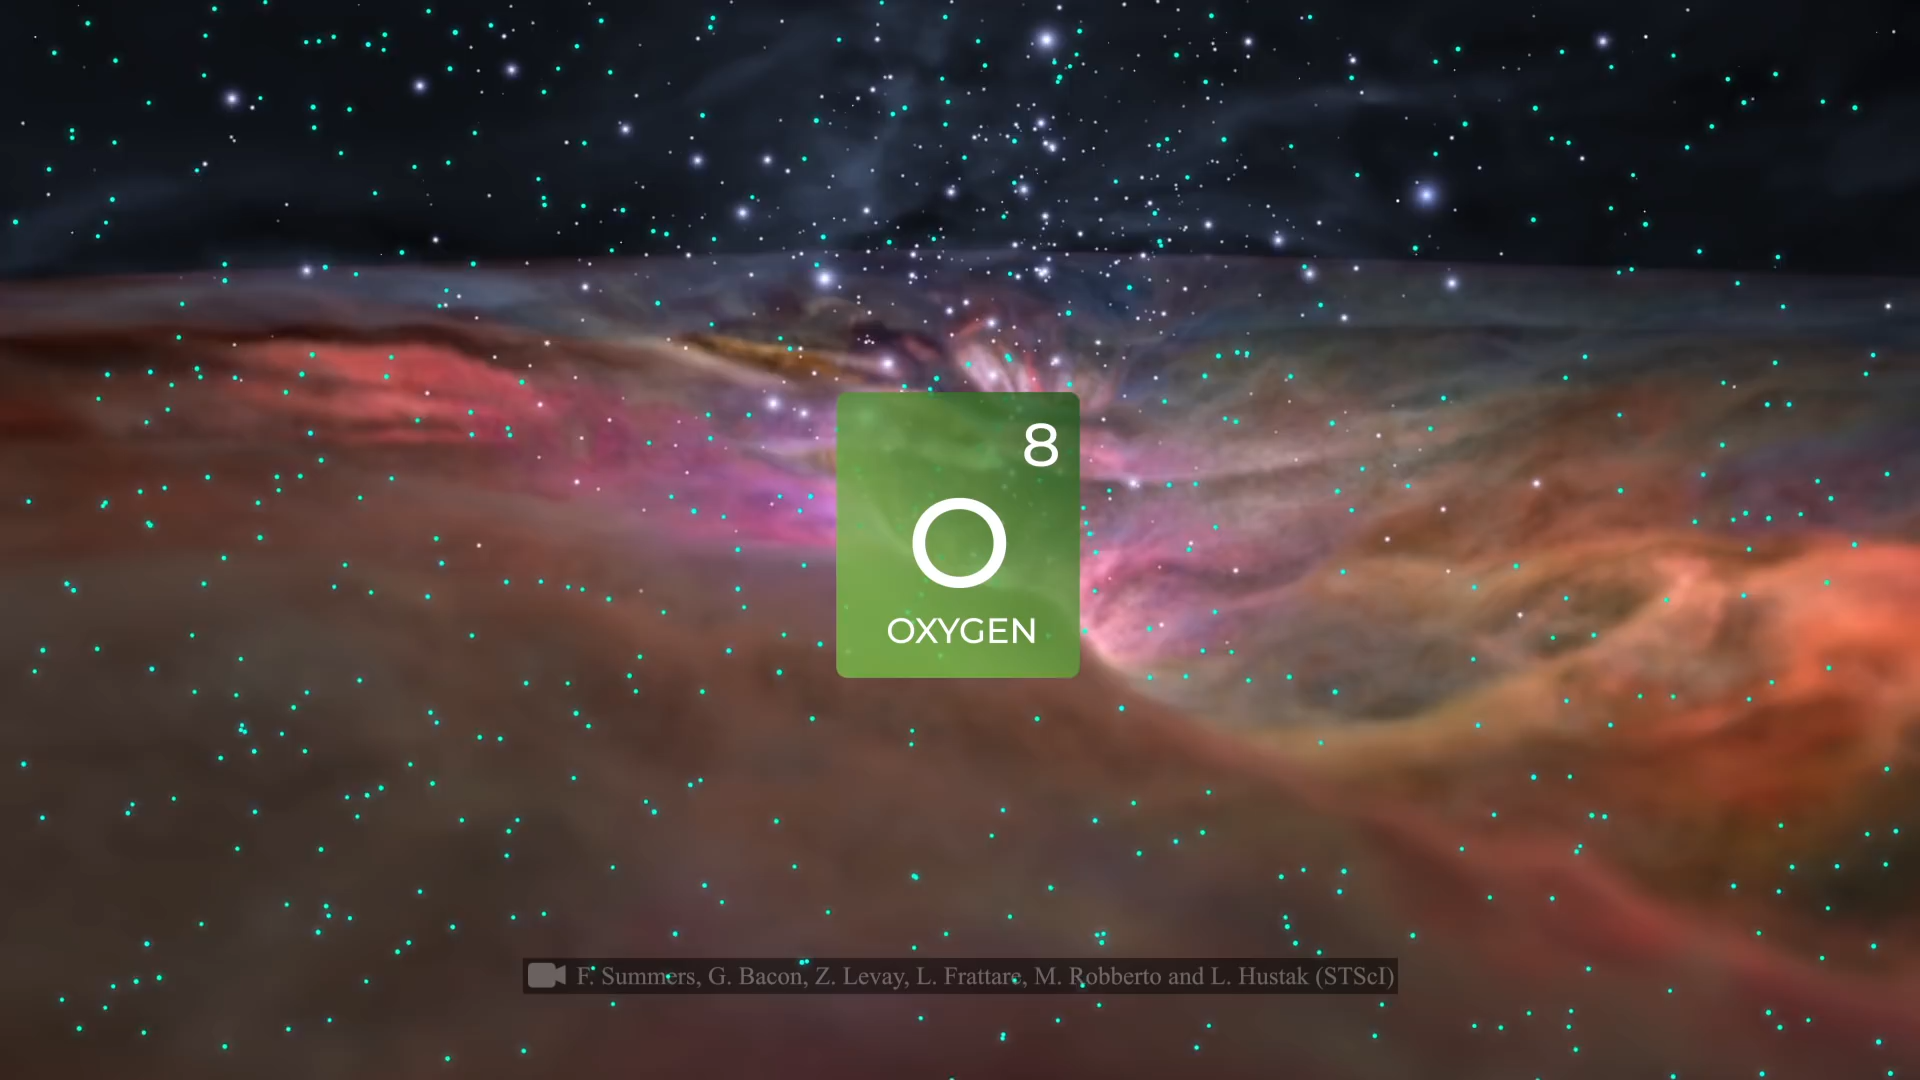 8
O
OXYGEN
F. Summers, G. Bacon, Z. Levay, L. Frattare, M. Robberto and L. Hustak (STScI)